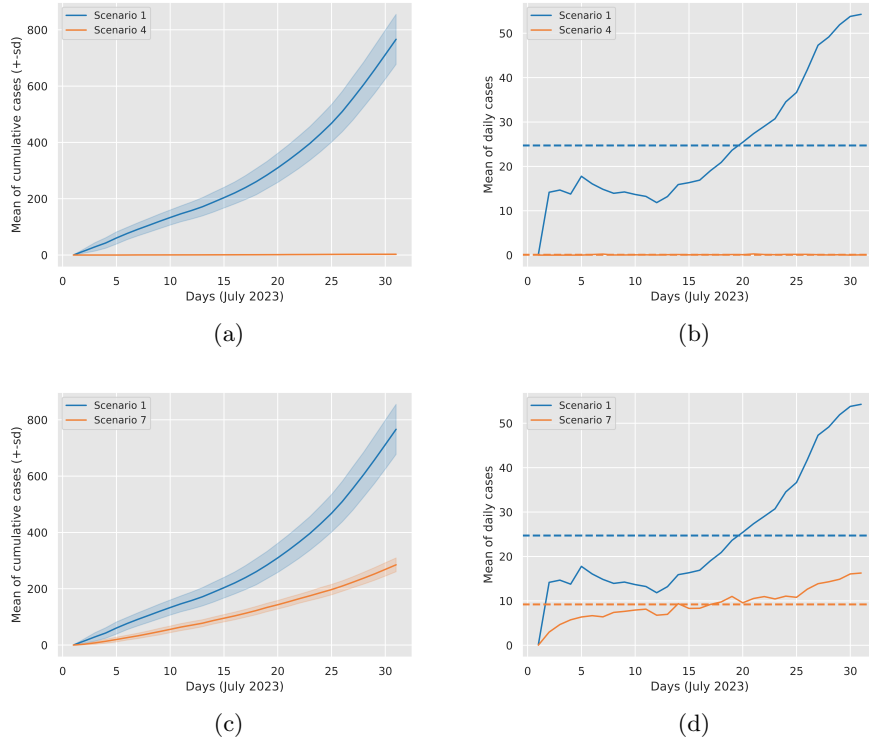 Scenario 1
Scenario 4
Mean of cumulative cases (+-sd)
800
600
400
200
0
0 5 10 15 20 25 30
Days (July 2023)
(a)
Scenario 1
Scenario 4
Mean of daily cases
50
40
30
20
10
0
0 5 10 15 20 25 30
Days (July 2023)
(b)
Scenario 1
Scenario 7
Mean of cumulative cases (+-sd)
800
600
400
200
0
0 5 10 15 20 25 30
Days (July 2023)
(c)
Scenario 1
Scenario 7
Mean of daily cases
50
40
30
20
10
0
0 5 10 15 20 25 30
Days (July 2023)
(d)